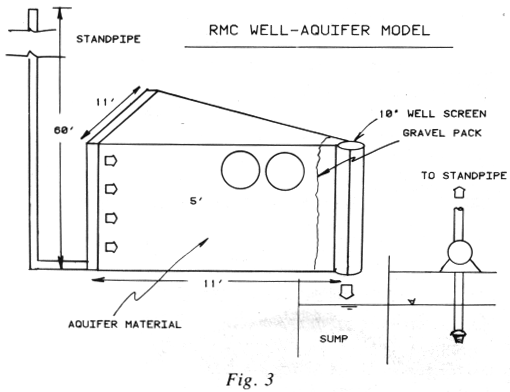 RMC WELL-AQUIFER MODEL
STANDPIPE
11'
10" WELL SCREEN
GRAVEL PACK
60'
TO STANDPIPE
5'
11'
AQUIFER MATERIAL
SUMP
Fig. 3